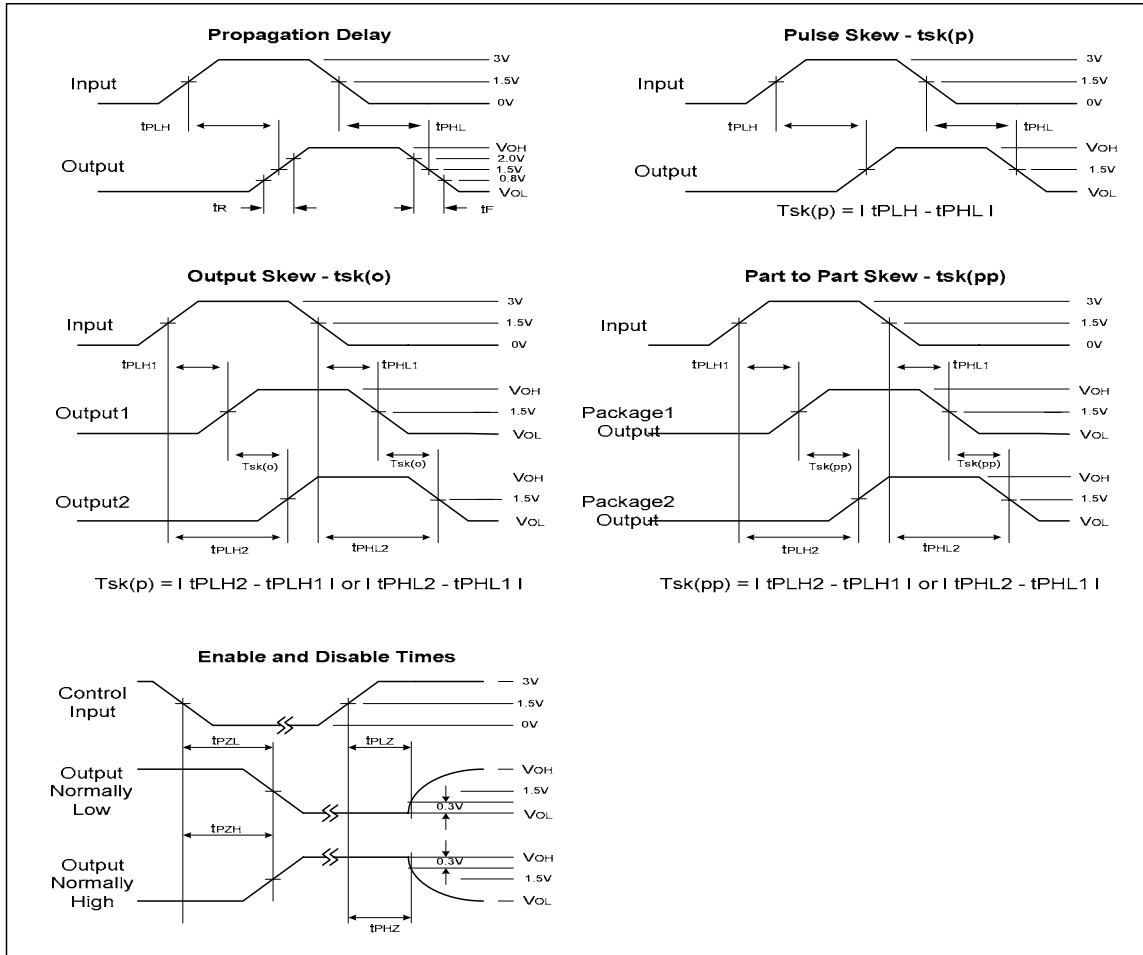 Propagation Delay
Input
3V
1.5V
0V
tPLH
tPHL
Output
VOH
2.0V
1.5V
0.8V
VOL
tR
tF
Pulse Skew - tsk(p)
Input
3V
1.5V
0V
tPLH
tPHL
Output
VOH
1.5V
VOL
Tsk(p) = I tPLH - tPHL I
Output Skew - tsk(o)
Input
3V
1.5V
0V
tPLH1
tPHL1
Output1
VOH
1.5V
VOL
Tsk(o)
Tsk(o)
Output2
VOH
1.5V
VOL
tPLH2
tPHL2
Tsk(p) = I tPLH2 - tPLH1 I or I tPHL2 - tPHL1 I
Part to Part Skew - tsk(pp)
Input
3V
1.5V
0V
tPLH1
tPHL1
Package1
Output
VOH
1.5V
VOL
Tsk(pp)
Tsk(pp)
Package2
Output
VOH
1.5V
VOL
tPLH2
tPHL2
Tsk(pp) = I tPLH2 - tPLH1 I or I tPHL2 - tPHL1 I
Enable and Disable Times
Control
Input
3V
1.5V
0V
tPZL
tPLZ
Output
Normally
Low
VOH
1.5V
0.3V
VOL
tPZH
Output
Normally
High
VOH
0.3V
1.5V
VOL
tPHZ